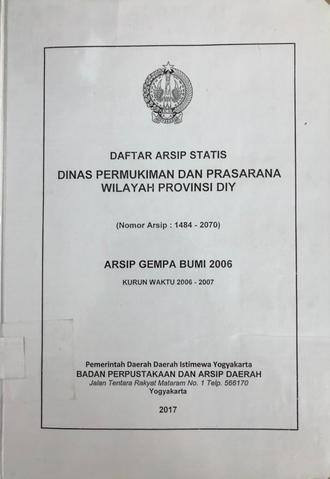 DAFTAR ARSIP STATIS
DINAS PERMUKIMAN DAN PRASARANA
WILAYAH PROVINSI DIY
(Nomor Arsip : 1484 - 2070)
ARSIP GEMPA BUMI 2006
KURUN WAKTU 2006 - 2007
Pemerintah Daerah Daerah Istimewa Yogyakarta
BADAN PERPUSTAKAAN DAN ARSIP DAERAH
Jalan Tentara Rakyat Mataram No. 1 Telp. 566170
Yogyakarta
2017